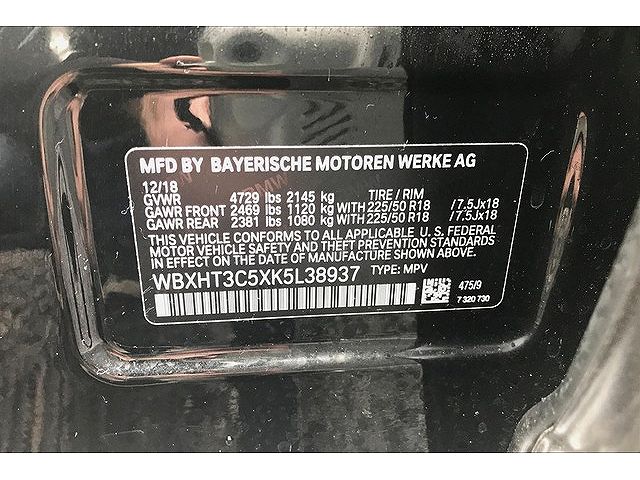 MFD BY BAYERISCHE MOTOREN WERKE AG
12/18 TIRE / RIM
GVWR 4729 lbs 2145 kg
GAWR FRONT 2469 lbs 1120 kg WITH 225/50 R18 /7.5Jx18
GAWR REAR 2381 lbs 1080 kg WITH 225/50 R18 /7.5Jx18
THIS VEHICLE CONFORMS TO ALL APPLICABLE U. S. FEDERAL
MOTOR VEHICLE SAFETY AND THEFT PREVENTION STANDARDS
IN EFFECT ON THE DATE OF MANUFACTURE SHOWN ABOVE.
WBXHT3C5XK5L38937 TYPE: MPV
475/9
7 320 730